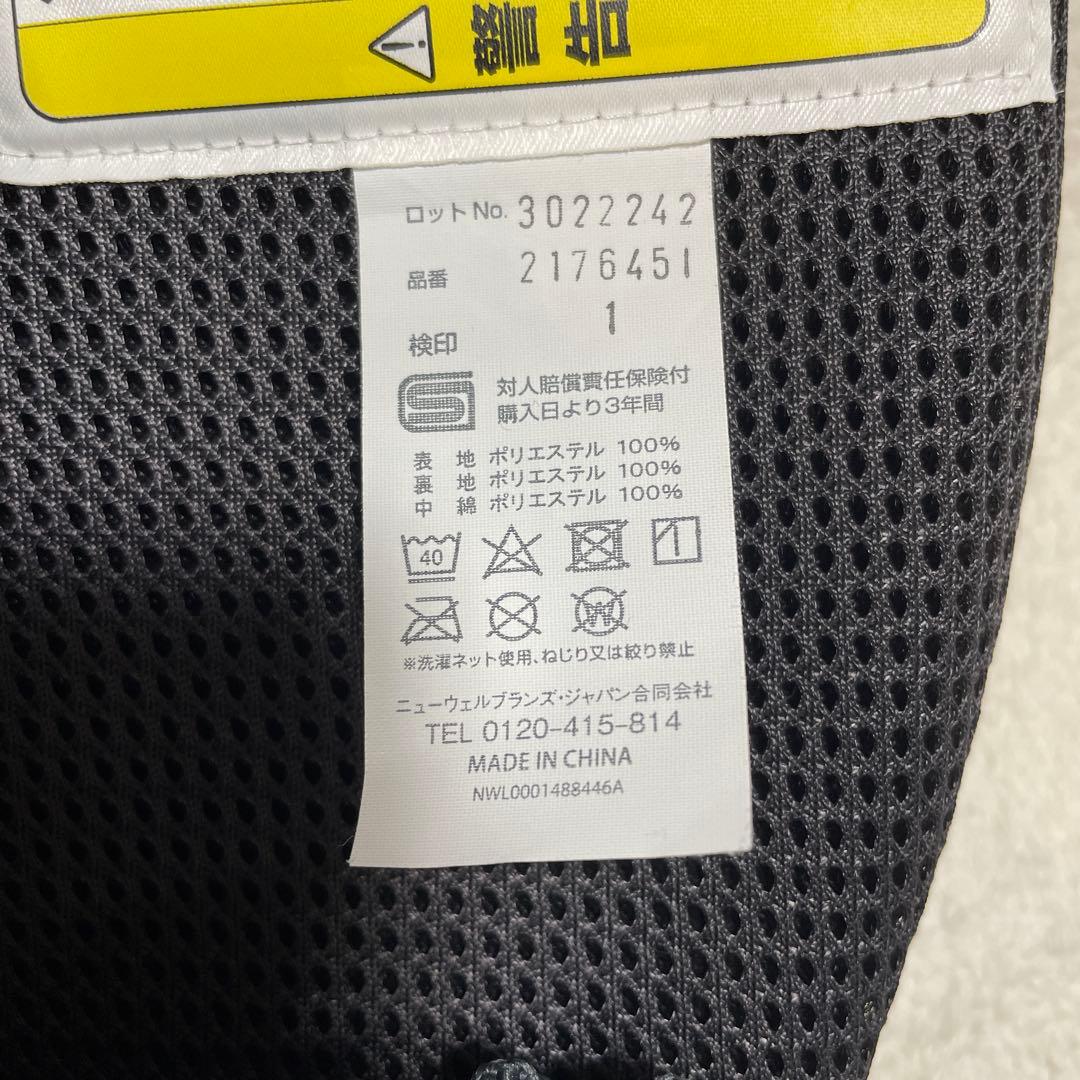 警告
ロットNo. 3022242
品番 2176451
検印 1
対人賠償責任保険付
購入日より3年間
表 地 ポリエステル 100%
裏 地 ポリエステル 100%
中 綿 ポリエステル 100%
40
W
※洗濯ネット使用、ねじり又は絞り禁止
ニューウェルブランズ・ジャパン合同会社
TEL 0120-415-814
MADE IN CHINA
NWL0001488446A